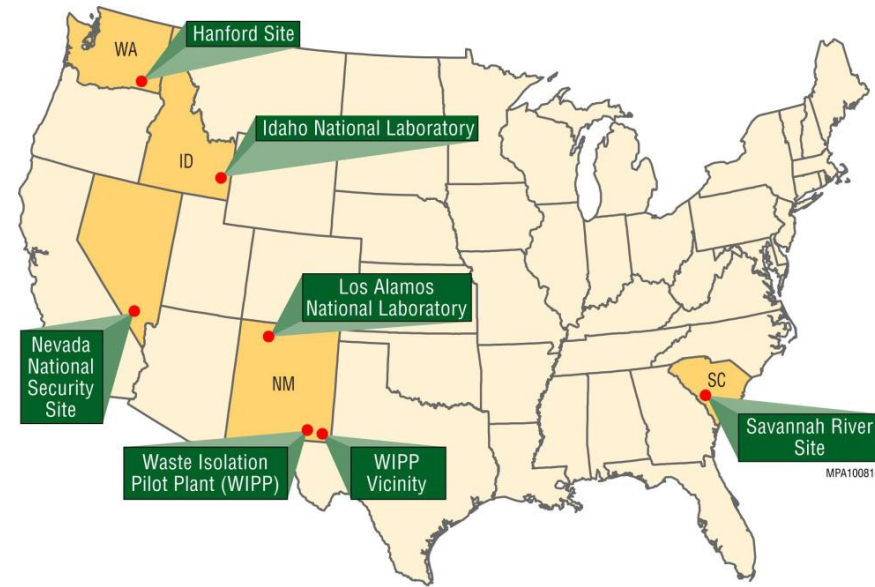 WA
Hanford Site
Idaho National Laboratory
ID
Los Alamos
National Laboratory
Nevada
National
Security
Site
NM
SC
Waste Isolation
Pilot Plant (WIPP)
WIPP
Vicinity
Savannah River
Site
MPA10081